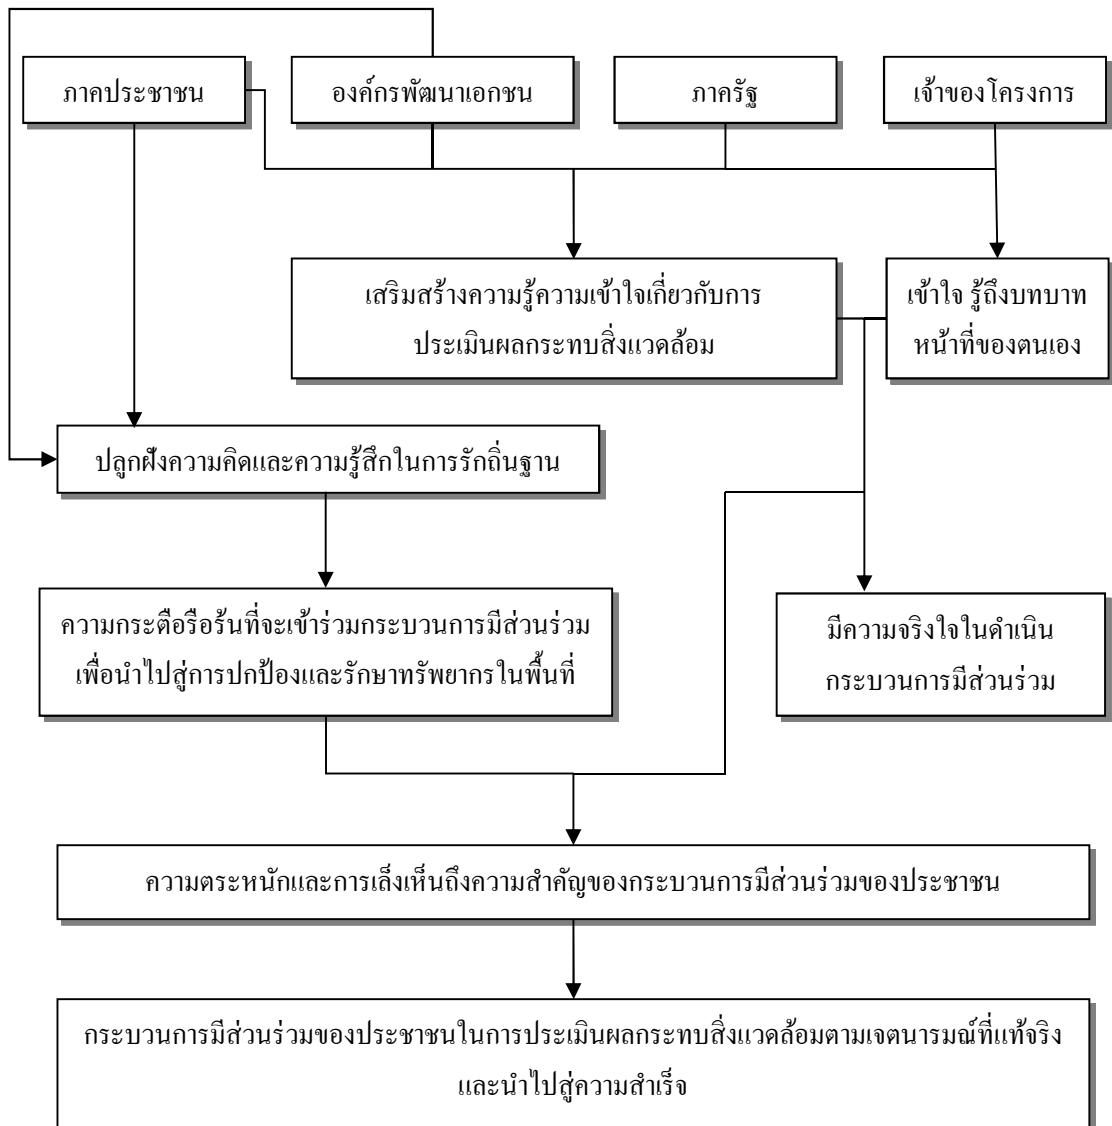 ภาคประชาชน
องค์กรพัฒนาเอกชน
ภาครัฐ
เจ้าของโครงการ
เสริมสร้างความรู้ความเข้าใจเกี่ยวกับการ
ประเมินผลกระทบสิ่งแวดล้อม
เข้าใจ รู้ถึงบทบาท
หน้าที่ของตนเอง
ปลูกฝังความคิดและความรู้สึกในการรักถิ่นฐาน
ความกระตือรือร้นที่จะเข้าร่วมกระบวนการมีส่วนร่วม
เพื่อนำไปสู่การปกป้องและรักษาทรัพยากรในพื้นที่
มีความจริงใจในดำเนิน
กระบวนการมีส่วนร่วม
ความตระหนักและการเล็งเห็นถึงความสำคัญของกระบวนการมีส่วนร่วมของประชาชน
กระบวนการมีส่วนร่วมของประชาชนในการประเมินผลกระทบสิ่งแวดล้อมตามเจตนารมณ์ที่แท้จริง
และนำไปสู่ความสำเร็จ